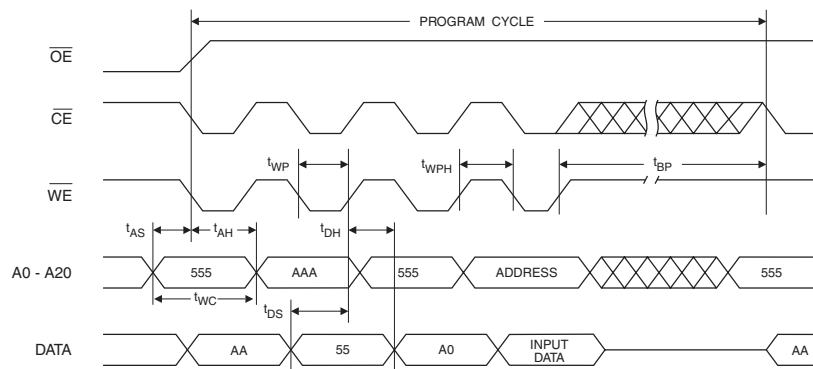 PROGRAM CYCLE
OE
CE
tWP
tWPH
tBP
WE
tAS
tAH
tDH
A0 - A20
555
AAA
555
ADDRESS
555
tWC
tDS
DATA
AA
55
A0
INPUT
DATA
AA